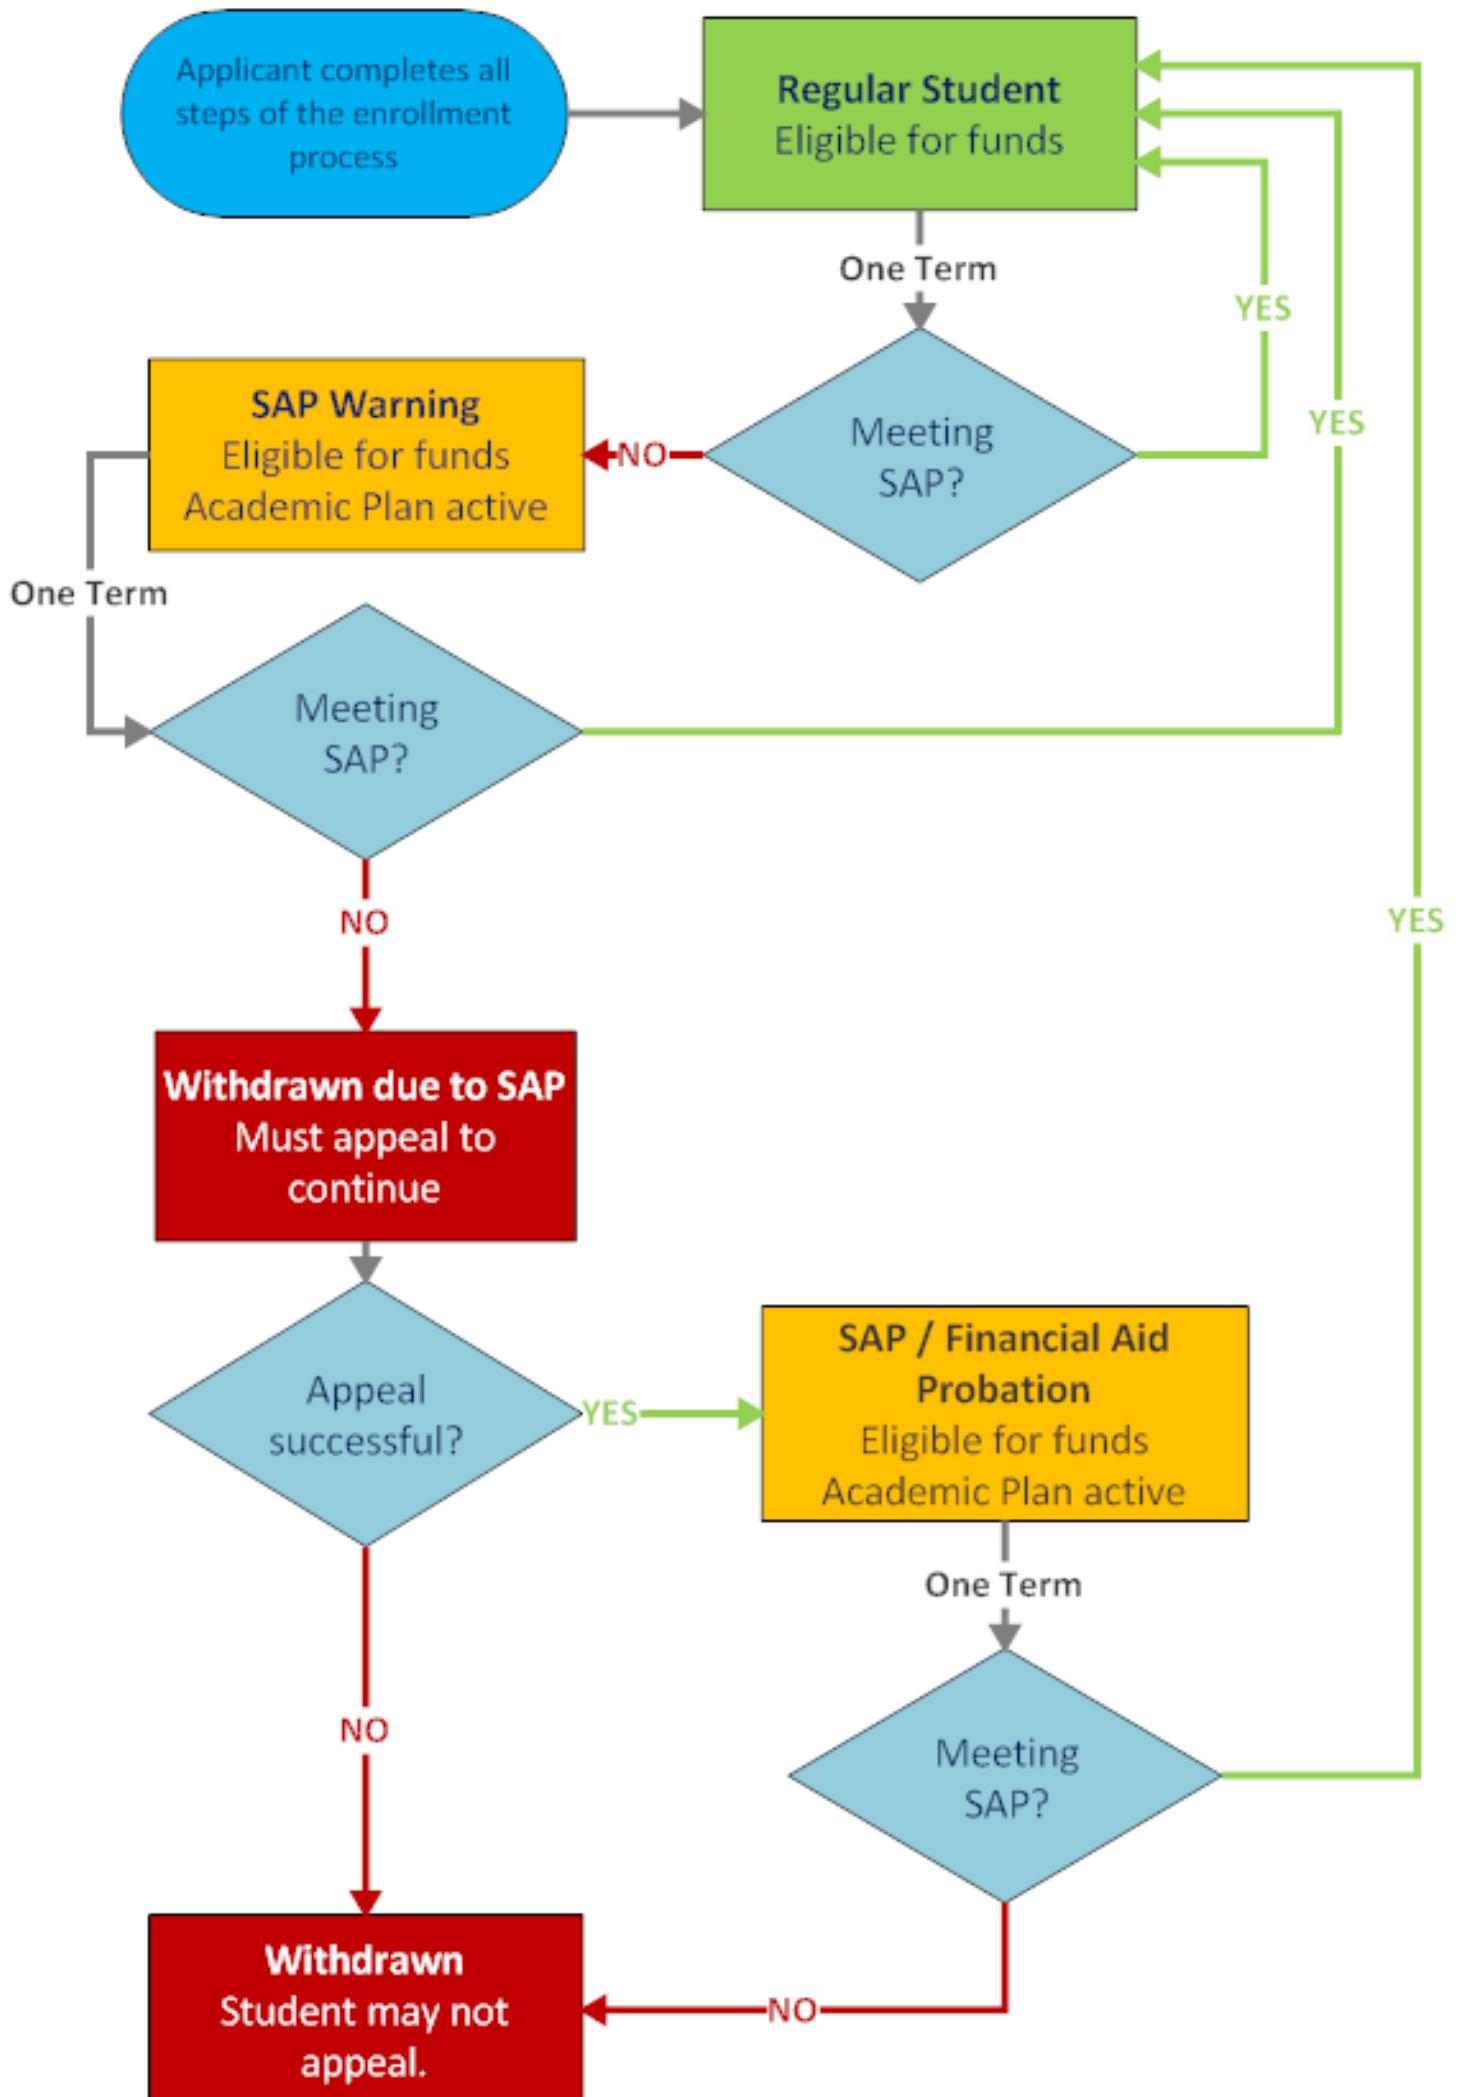 Applicant completes all
steps of the enrollment
process
Regular Student
Eligible for funds
One Term
YES
Meeting
SAP?
NO
SAP Warning
Eligible for funds
Academic Plan active
YES
One Term
Meeting
SAP?
NO
YES
Withdrawn due to SAP
Must appeal to
continue
Appeal
successful?
YES
SAP / Financial Aid
Probation
Eligible for funds
Academic Plan active
One Term
NO
Meeting
SAP?
NO
Withdrawn
Student may not
appeal.